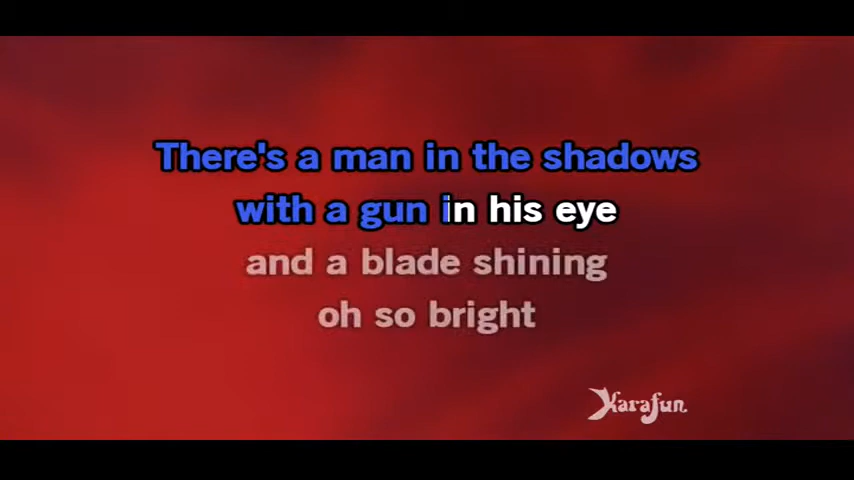 There's a man in the shadows
with a gun in his eye
and a blade shining
oh so bright
Karafun